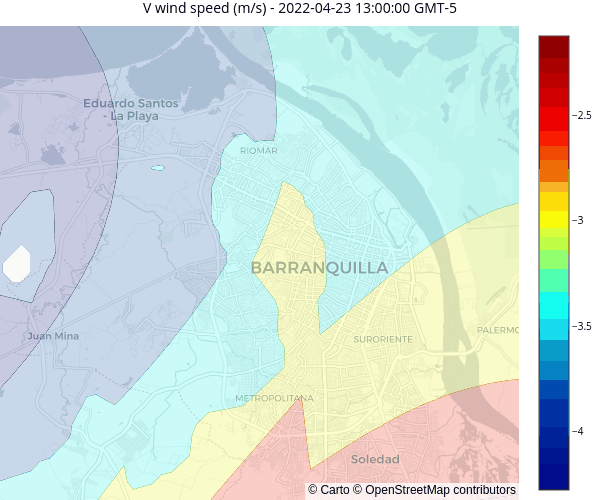 V wind speed (m/s) - 2022-04-23 13:00:00 GMT-5
Eduardo Santos
- La Playa
RIOMAR
BARRANQUILLA
Juan Mina
SURORIENTE
PALERMO
METROPOLITANA
Soledad
−2.5
−3
−3.5
−4
© Carto © OpenStreetMap contributors